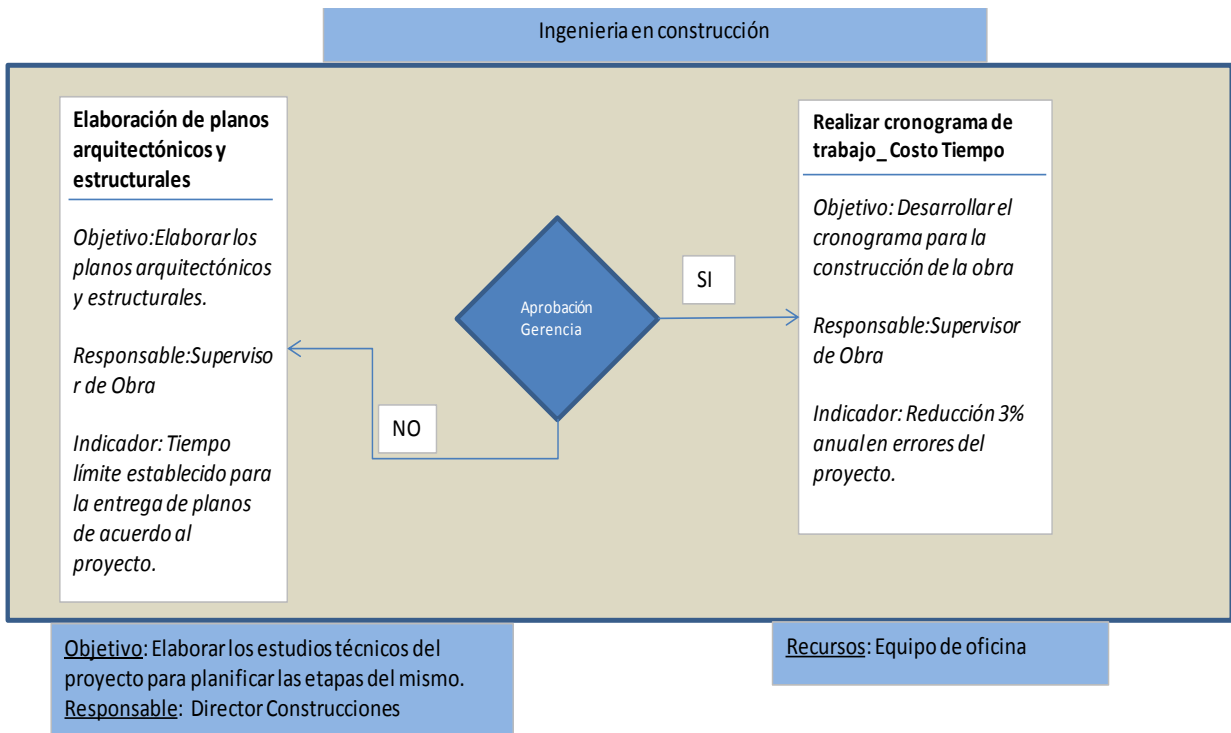 Ingenieria en construcción
Elaboración de planos
arquitectónicos y
estructurales
Objetivo:Elaborar los
planos arquitectónicos
y estructurales.
Responsable:Superviso
r de Obra
Indicador: Tiempo
límite establecido para
la entrega de planos
de acuerdo al
proyecto.
Aprobación
Gerencia
SI
NO
Realizar cronograma de
trabajo_ Costo Tiempo
Objetivo: Desarrollar el
cronograma para la
construcción de la obra
Responsable:Supervisor
de Obra
Indicador: Reducción 3%
anual en errores del
proyecto.
Objetivo: Elaborar los estudios técnicos del
proyecto para planificar las etapas del mismo.
Responsable: Director Construcciones
Recursos: Equipo de oficina